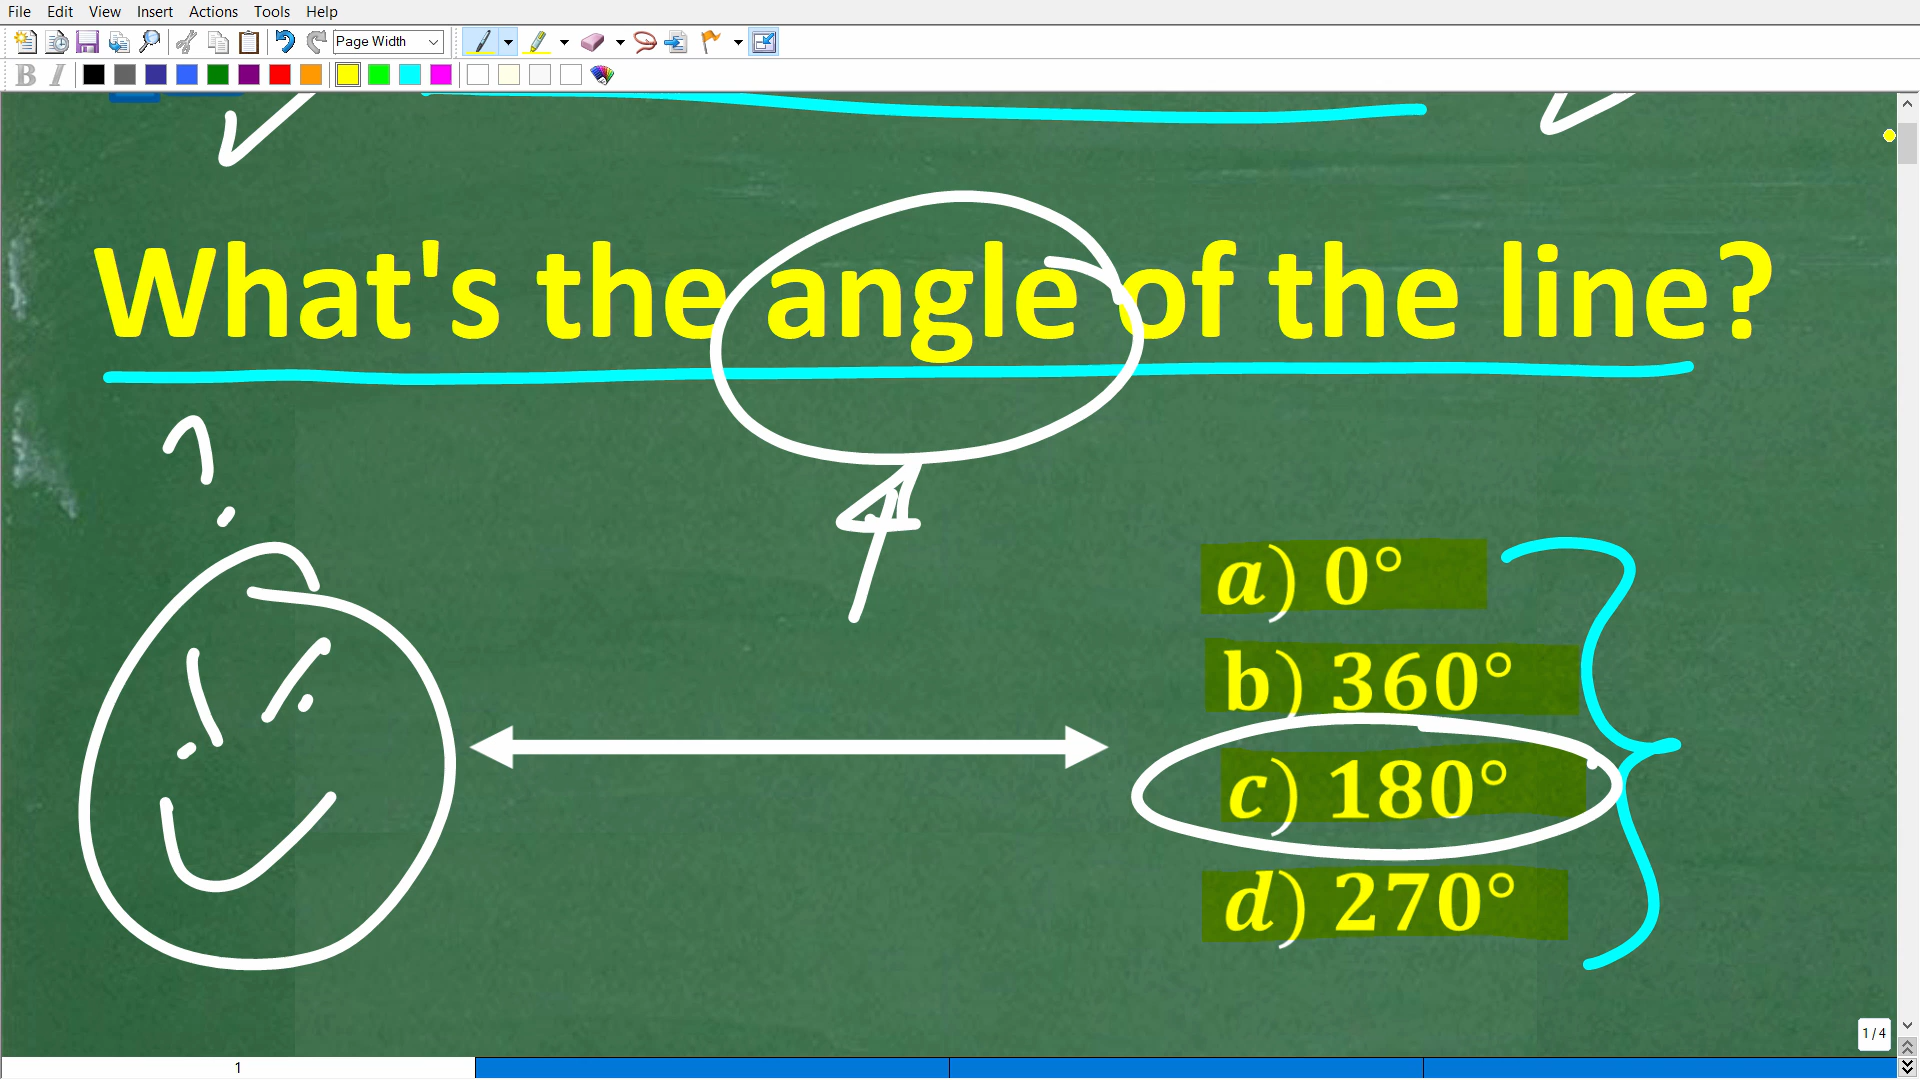 File Edit View Insert Actions Tools Help
Page Width
B I
What's the angle of the line?
?
a) 0°
b) 360°
c) 180°
d) 270°
1 / 4
1